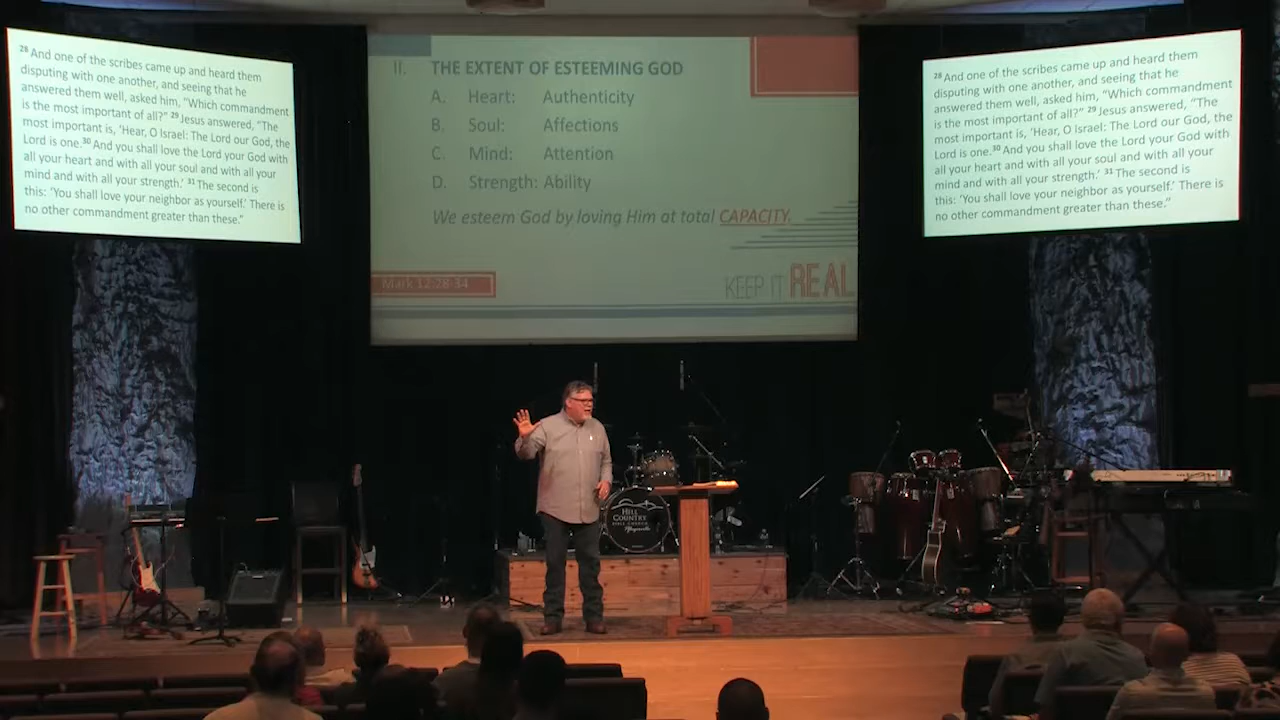 28 And one of the scribes came up and heard them
disputing with one another, and seeing that he
answered them well, asked him, “Which commandment
is the most important of all?” 29 Jesus answered, “The
most important is, ‘Hear, O Israel: The Lord our God, the
Lord is one. 30 And you shall love the Lord your God with
all your heart and with all your soul and with all your
mind and with all your strength.’ 31 The second is
this: ‘You shall love your neighbor as yourself.’ There is
no other commandment greater than these.”
II. THE EXTENT OF ESTEEMING GOD
A. Heart: Authenticity
B. Soul: Affections
C. Mind: Attention
D. Strength: Ability
We esteem God by loving Him at total CAPACITY.
Mark 12:28-34
KEEP IT REAL
28 And one of the scribes came up and heard them
disputing with one another, and seeing that he
answered them well, asked him, “Which commandment
is the most important of all?” 29 Jesus answered, “The
most important is, ‘Hear, O Israel: The Lord our God, the
Lord is one. 30 And you shall love the Lord your God with
all your heart and with all your soul and with all your
mind and with all your strength.’ 31 The second is
this: ‘You shall love your neighbor as yourself.’ There is
no other commandment greater than these.”
HILL
COUNTRY
BIBLE CHURCH